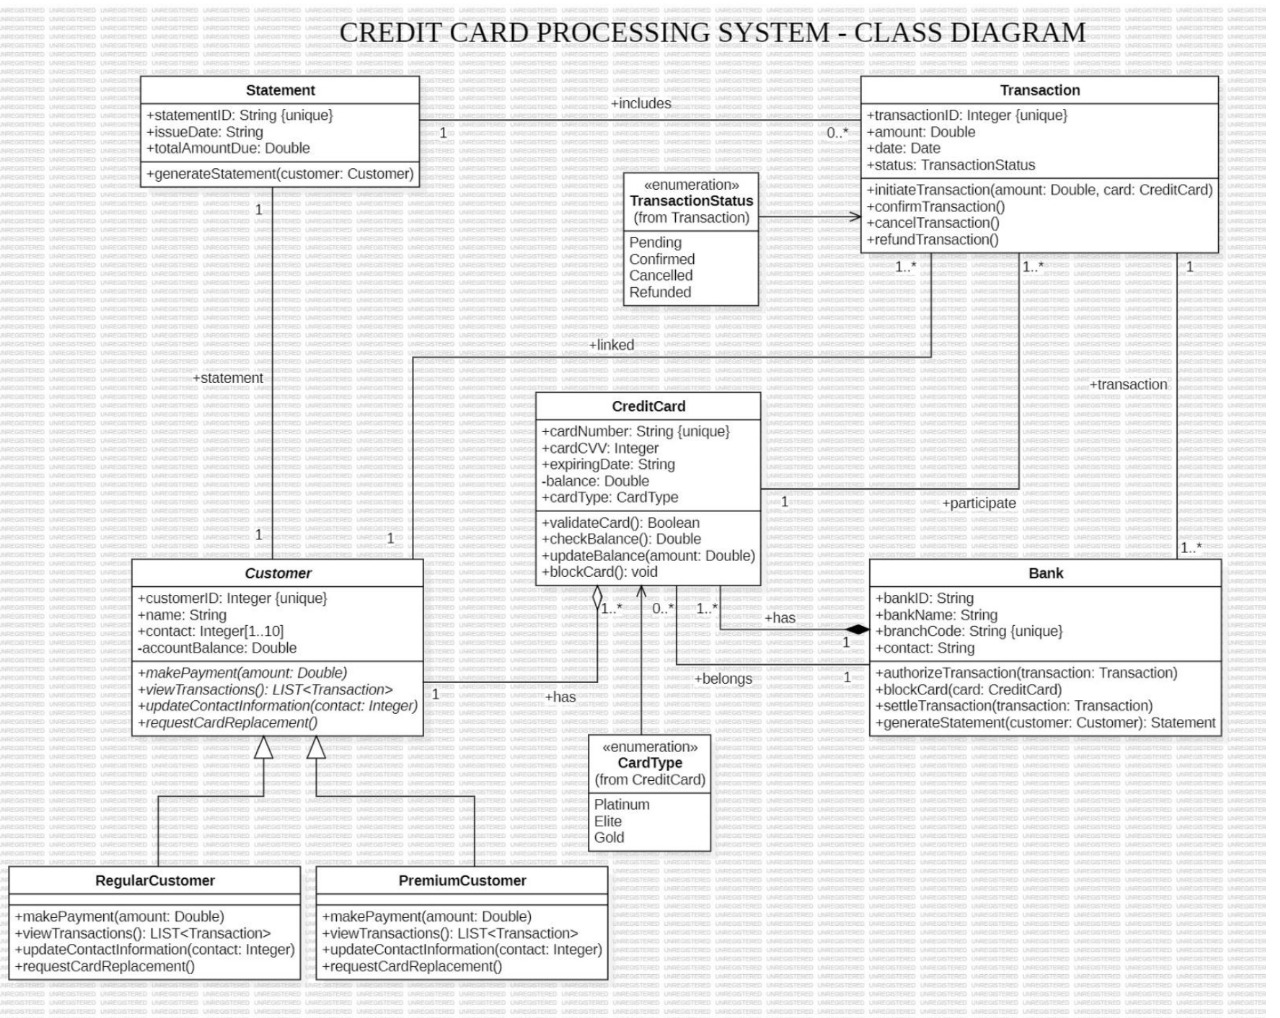 CREDIT CARD PROCESSING SYSTEM - CLASS DIAGRAM
Statement
+statementID: String {unique}
+issueDate: String
+totalAmountDue: Double
+generateStatement(customer: Customer)
+includes
1
0..*
Transaction
+transactionID: Integer {unique}
+amount: Double
+date: Date
+status: TransactionStatus
+initiateTransaction(amount: Double, card: CreditCard)
+confirmTransaction()
+cancelTransaction()
+refundTransaction()
«enumeration»
TransactionStatus
(from Transaction)
Pending
Confirmed
Cancelled
Refunded
1
1..*
1..*
1
+linked
+statement
+transaction
CreditCard
+cardNumber: String {unique}
+cardCVV: Integer
+expiringDate: String
-balance: Double
+cardType: CardType
+validateCard(): Boolean
+checkBalance(): Double
+updateBalance(amount: Double)
+blockCard(): void
1
+participate
1
1
1..*
Customer
+customerID: Integer {unique}
+name: String
+contact: Integer[1..10]
-accountBalance: Double
+makePayment(amount: Double)
+viewTransactions(): LIST<Transaction>
+updateContactInformation(contact: Integer)
+requestCardReplacement()
1..*
0..*
1..*
+has
1
+belongs
1
1
+has
Bank
+bankID: String
+bankName: String
+branchCode: String {unique}
+contact: String
+authorizeTransaction(transaction: Transaction)
+blockCard(card: CreditCard)
+settleTransaction(transaction: Transaction)
+generateStatement(customer: Customer): Statement
«enumeration»
CardType
(from CreditCard)
Platinum
Elite
Gold
RegularCustomer
+makePayment(amount: Double)
+viewTransactions(): LIST<Transaction>
+updateContactInformation(contact: Integer)
+requestCardReplacement()
PremiumCustomer
+makePayment(amount: Double)
+viewTransactions(): LIST<Transaction>
+updateContactInformation(contact: Integer)
+requestCardReplacement()
UNREGISTERED